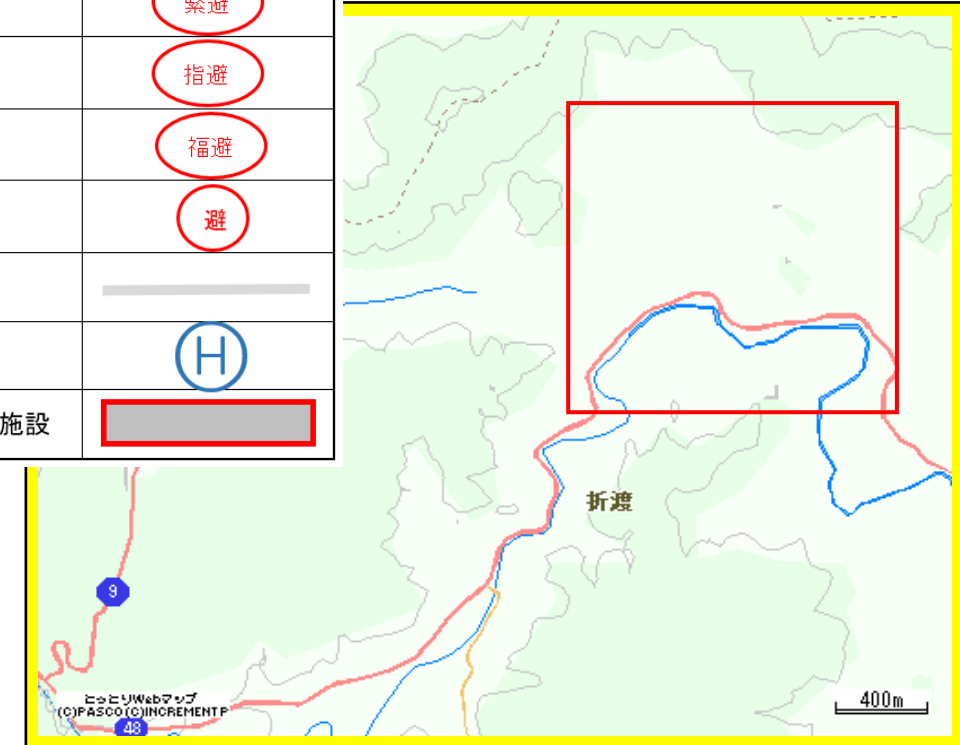 緊避
指避
福避
避
H
施設
折渡
9
とっとりWebマップ
(C)PASCO(C)INCREMENT P
48
400m